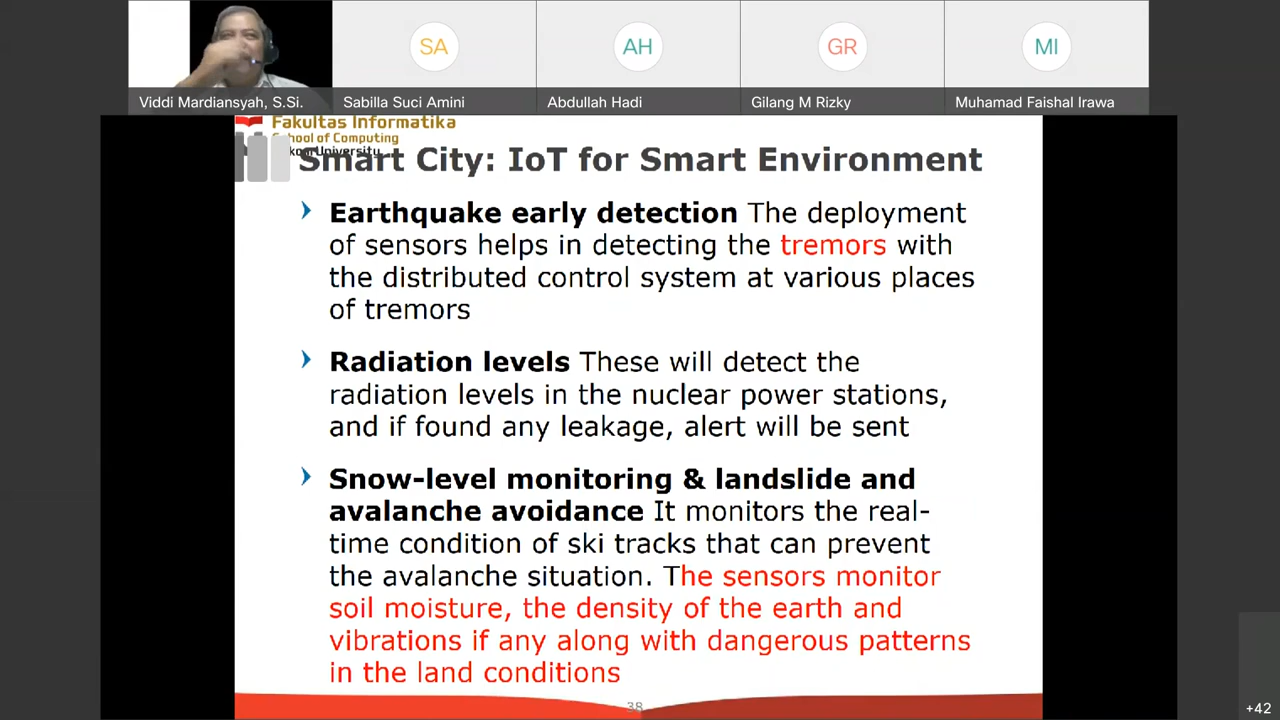 SA
AH
GR
MI
Viddi Mardiansyah, S.Si.
Sabilla Suci Amini
Abdullah Hadi
Gilang M Rizky
Muhamad Faishal Irawa
Fakultas Informatika
School of Computing
University
Smart City: IoT for Smart Environment
Earthquake early detection The deployment
of sensors helps in detecting the tremors with
the distributed control system at various places
of tremors
Radiation levels These will detect the
radiation levels in the nuclear power stations,
and if found any leakage, alert will be sent
Snow-level monitoring & landslide and
avalanche avoidance It monitors the real-
time condition of ski tracks that can prevent
the avalanche situation. The sensors monitor
soil moisture, the density of the earth and
vibrations if any along with dangerous patterns
in the land conditions
38
+42